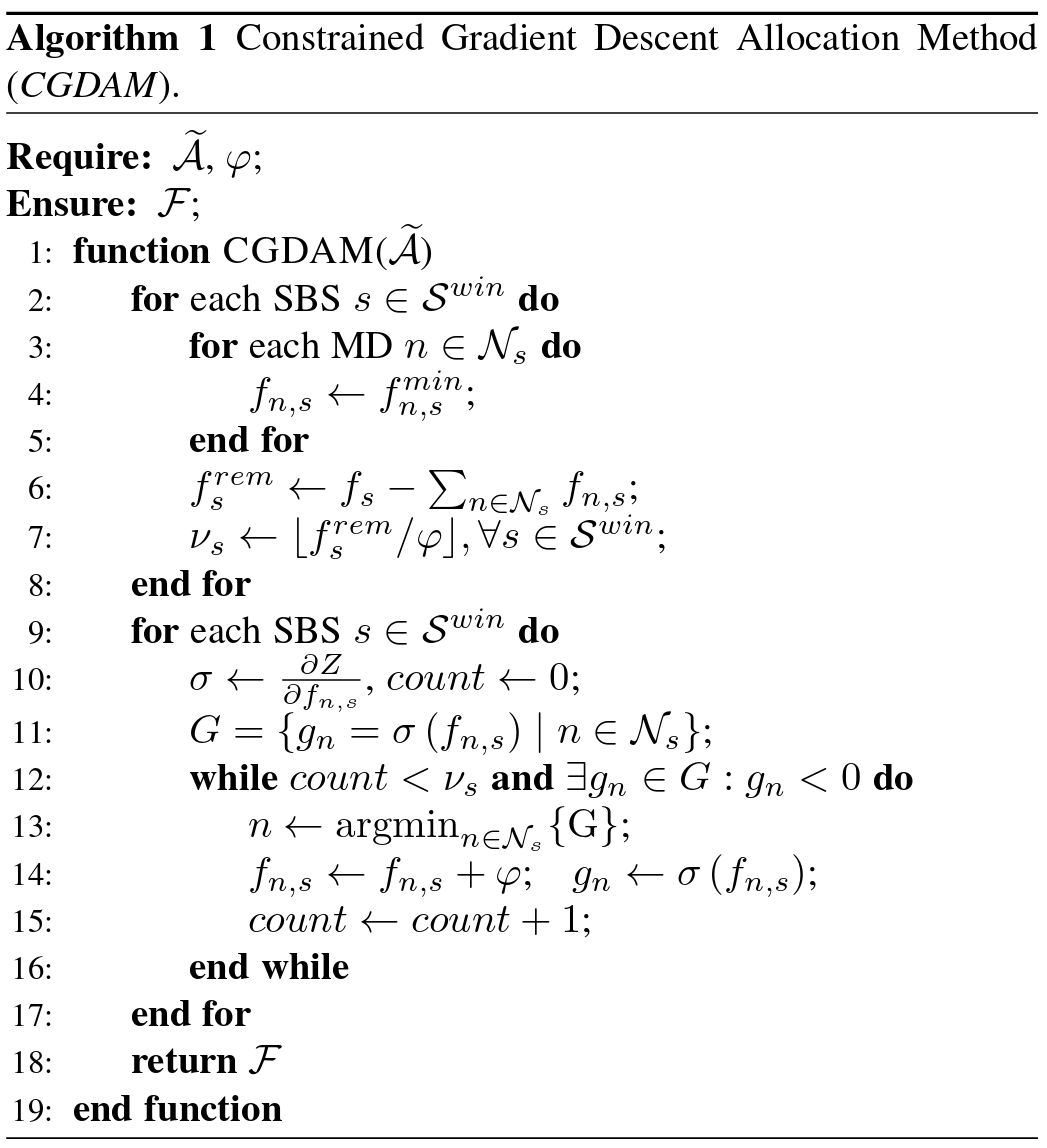 Algorithm 1 Constrained Gradient Descent Allocation Method
(CGDAM).
Require: $\widetilde{\mathcal{A}}$, $\varphi$;
Ensure: $\mathcal{F}$;
1: function CGDAM($\widetilde{\mathcal{A}}$)
2: for each SBS $s \in \mathcal{S}^{win}$ do
3: for each MD $n \in \mathcal{N}_s$ do
4: $f_{n,s} \leftarrow f_{n,s}^{min}$;
5: end for
6: $f_s^{rem} \leftarrow f_s - \sum_{n \in \mathcal{N}_s} f_{n,s}$;
7: $\nu_s \leftarrow \lfloor f_s^{rem} / \varphi \rfloor, \forall s \in \mathcal{S}^{win}$;
8: end for
9: for each SBS $s \in \mathcal{S}^{win}$ do
10: $\sigma \leftarrow \frac{\partial Z}{\partial f_{n,s}}$, $count \leftarrow 0$;
11: $G = \{g_n = \sigma(f_{n,s}) \mid n \in \mathcal{N}_s\}$;
12: while $count < \nu_s$ and $\exists g_n \in G : g_n < 0$ do
13: $n \leftarrow \mathrm{argmin}_{n \in \mathcal{N}_s}\{\mathrm{G}\}$;
14: $f_{n,s} \leftarrow f_{n,s} + \varphi$; $g_n \leftarrow \sigma(f_{n,s})$;
15: $count \leftarrow count + 1$;
16: end while
17: end for
18: return $\mathcal{F}$
19: end function